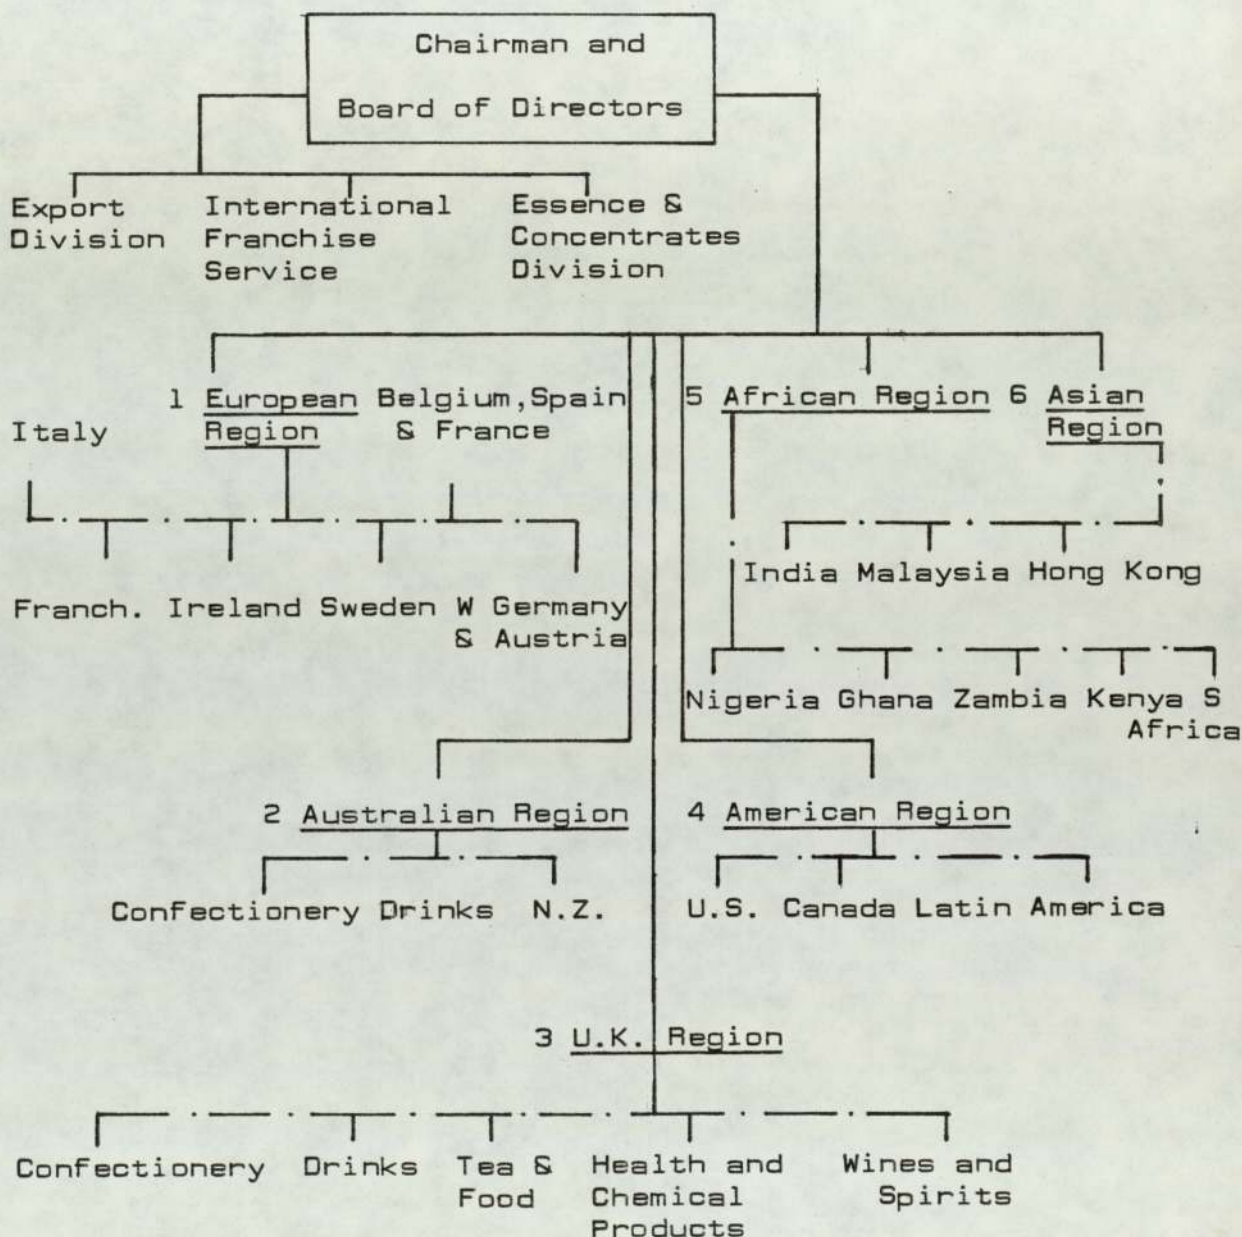 Chairman and
Board of Directors
Export
Division
International
Franchise
Service
Essence &
Concentrates
Division
1 European
Region
Belgium,Spain
& France
5 African Region
6 Asian
Region
Italy
India Malaysia Hong Kong
Franch. Ireland Sweden W Germany
& Austria
Nigeria Ghana Zambia Kenya S
Africa
2 Australian Region
4 American Region
Confectionery Drinks N.Z.
U.S. Canada Latin America
3 U.K. Region
Confectionery
Drinks
Tea &
Food
Health and
Chemical
Products
Wines and
Spirits